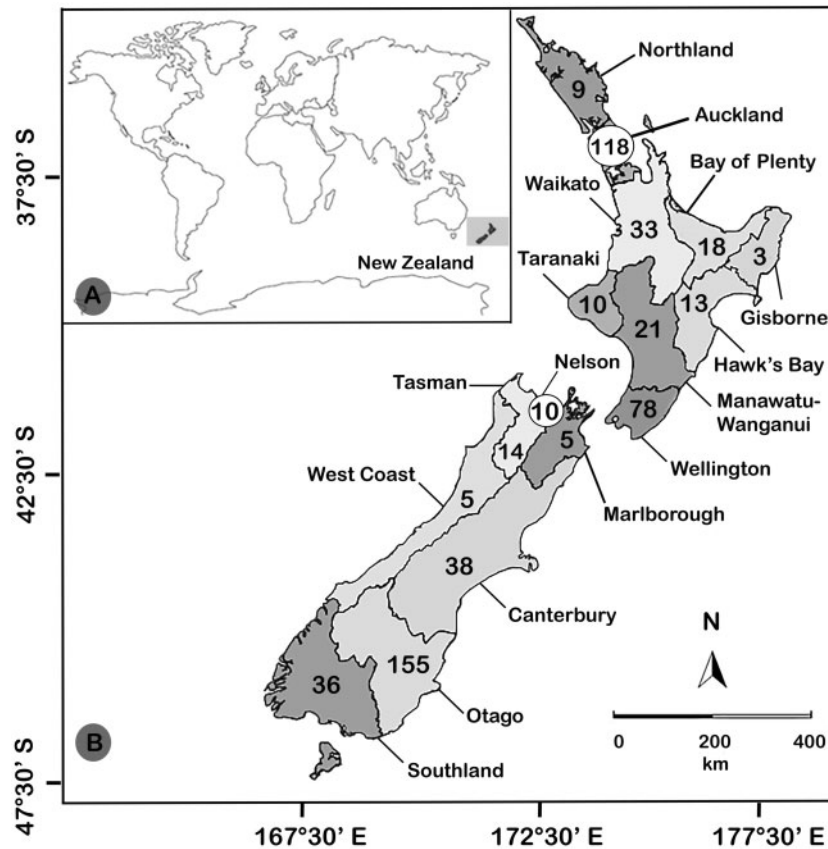 37°30’ S
42°30’ S
47°30’ S
New Zealand
A
Northland
9
Auckland
118
Bay of Plenty
Waikato
33
18
3
Taranaki
10
21
13
Gisborne
Hawk’s Bay
Nelson
Tasman
10
78
Manawatu-
Wanganui
14
5
Wellington
West Coast
5
Marlborough
38
Canterbury
N
155
36
Otago
0 200 400
km
B
Southland
167°30’ E 172°30’ E 177°30’ E